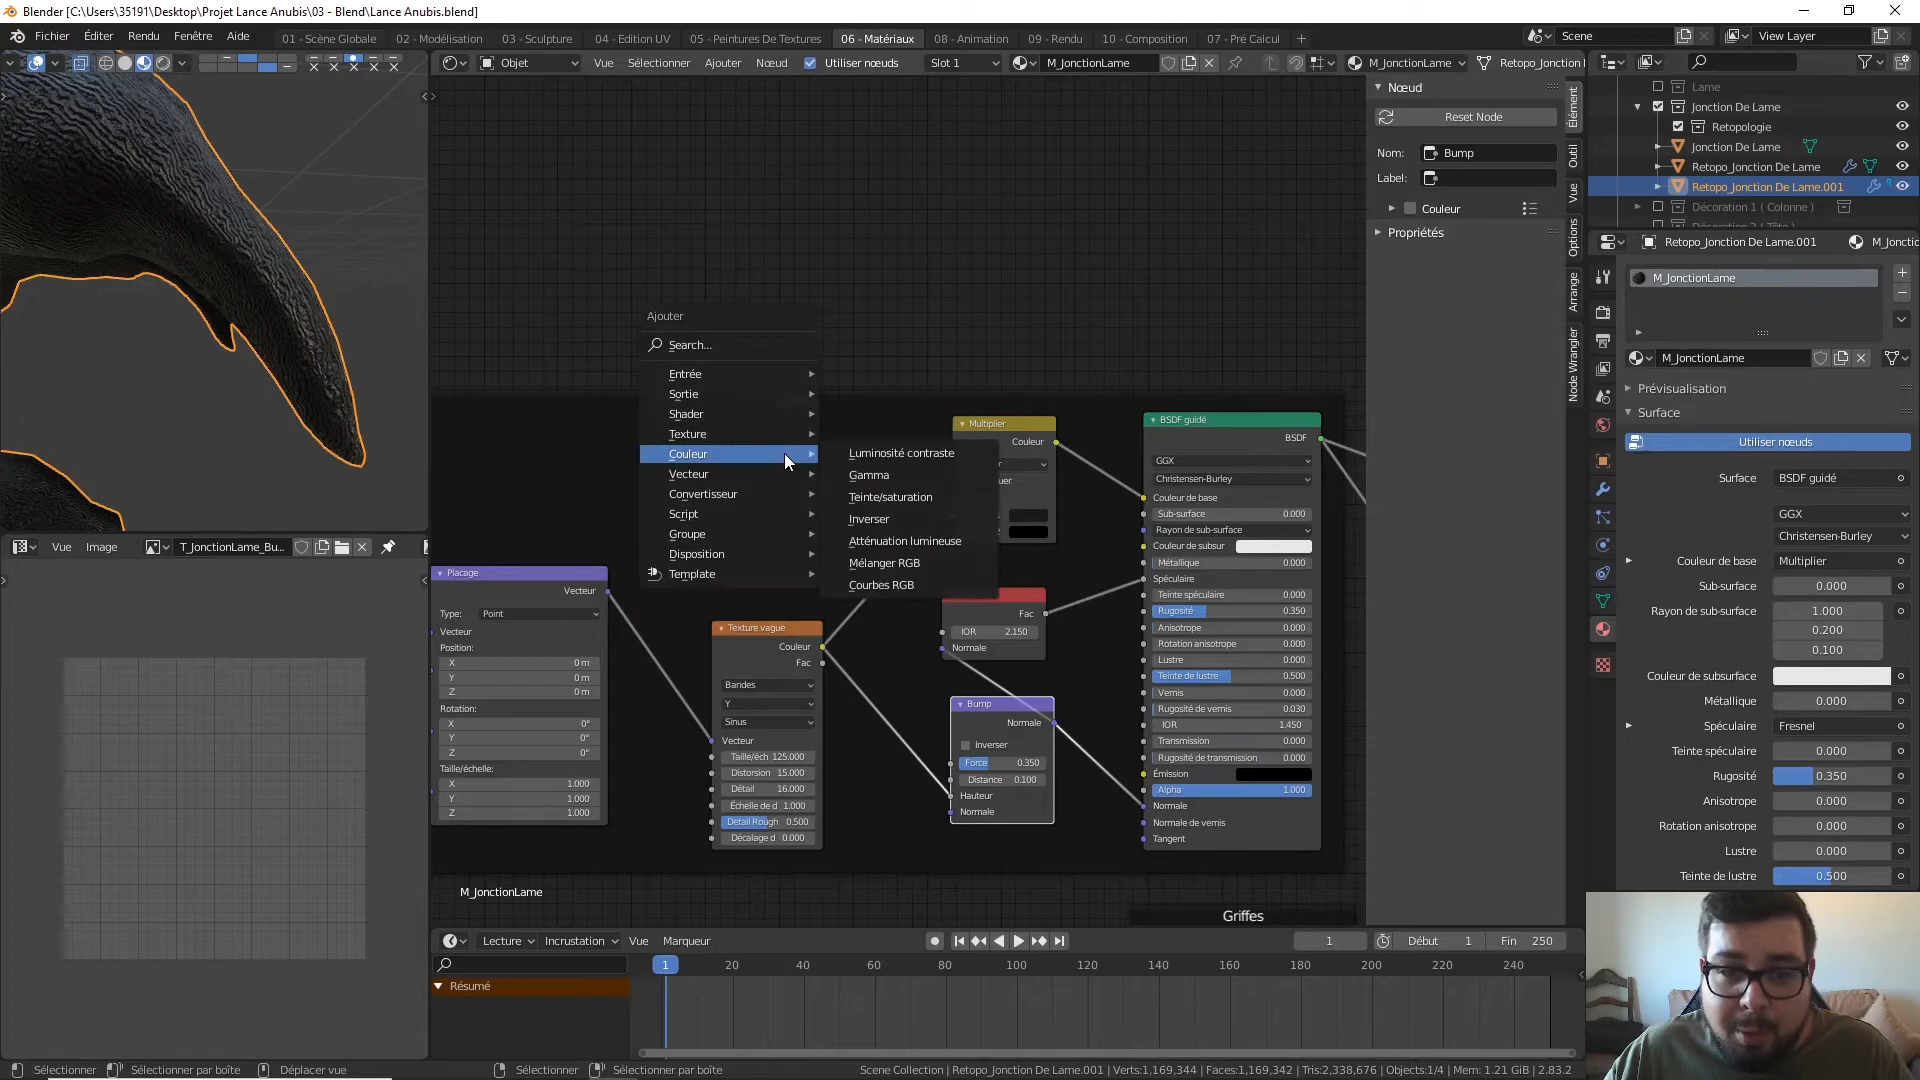 Blender [C:\Users\35191\Desktop\Projet Lance Anubis\03 - Blend\Lance Anubis.blend]
Fichier Éditer Rendu Fenêtre Aide 01 - Scène Globale 02 - Modélisation 03 - Sculpture 04 - Edition UV 05 - Peintures De Textures 06 - Matériaux 08 - Animation 09 - Rendu 10 - Composition 07 - Pré Calcul + Scene View Layer
Objet Vue Sélectionner Ajouter Nœud Utiliser nœuds Slot 1 M_JonctionLame M_JonctionLame Retopo_Jonction
Nœud
Reset Node
Nom: Bump
Label:
Couleur
Propriétés
Élément
Outil
Vue
Options
Arrange
Node Wrangler
Lame
Jonction De Lame
Retopologie
Jonction De Lame
Retopo_Jonction De Lame
Retopo_Jonction De Lame.001
Décoration 1 ( Colonne )
Retopo_Jonction De Lame.001 M_Jonctio
M_JonctionLame
M_JonctionLame
Prévisualisation
Surface
Utiliser nœuds
Surface BSDF guidé
GGX
Christensen-Burley
Couleur de base Multiplier
Sub-surface 0.000
Rayon de sub-surface 1.000
0.200
0.100
Couleur de subsurface
Métallique 0.000
Spéculaire Fresnel
Teinte spéculaire 0.000
Rugosité 0.350
Anisotrope 0.000
Rotation anisotrope 0.000
Lustre 0.000
Teinte de lustre 0.500
Ajouter
Search...
Entrée
Sortie
Shader
Texture
Couleur
Vecteur
Convertisseur
Script
Groupe
Disposition
Template
Luminosité contraste
Gamma
Teinte/saturation
Inverser
Atténuation lumineuse
Mélanger RGB
Courbes RGB
Multiplier
Couleur
BSDF guidé
BSDF
GGX
Christensen-Burley
Couleur de base
Sub-surface 0.000
Rayon de sub-surface
Couleur de subsur
Métallique 0.000
Spéculaire
Teinte spéculaire 0.000
Rugosité 0.350
Anisotrope 0.000
Rotation anisotrope 0.000
Lustre 0.000
Teinte de lustre 0.500
Vernis 0.000
Rugosité de vernis 0.030
IOR 1.450
Transmission 0.000
Rugosité de transmission 0.000
Émission
Alpha 1.000
Normale
Normale de vernis
Tangent
Fac
IOR 2.150
Normale
Bump
Normale
Inverser
Force 0.350
Distance 0.100
Hauteur
Normale
Texture vague
Couleur
Fac
Bandes
Y
Sinus
Vecteur
Taille/éch 125.000
Distorsion 15.000
Détail 16.000
Échelle de d 1.000
Detail Rough 0.500
Décalage d 0.000
Placage
Vecteur
Type: Point
Vecteur
Position:
X 0 m
Y 0 m
Z 0 m
Rotation:
X 0°
Y 0°
Z 0°
Taille/échelle:
X 1.000
Y 1.000
Z 1.000
M_JonctionLame
Griffes
Vue Image T_JonctionLame_Bu...
Lecture Incrustation Vue Marqueur 1 Début 1 Fin 250
1 20 40 60 80 100 120 140 160 180 200 220 240
Résumé
Sélectionner Sélectionner par boîte Déplacer vue Sélectionner Sélectionner par boîte Scene Collection | Retopo_Jonction De Lame.001 | Verts:1,169,344 | Faces:1,169,342 | Tris:2,338,676 | Objects:1/4 | Mem: 1.21 GiB | 2.83.2